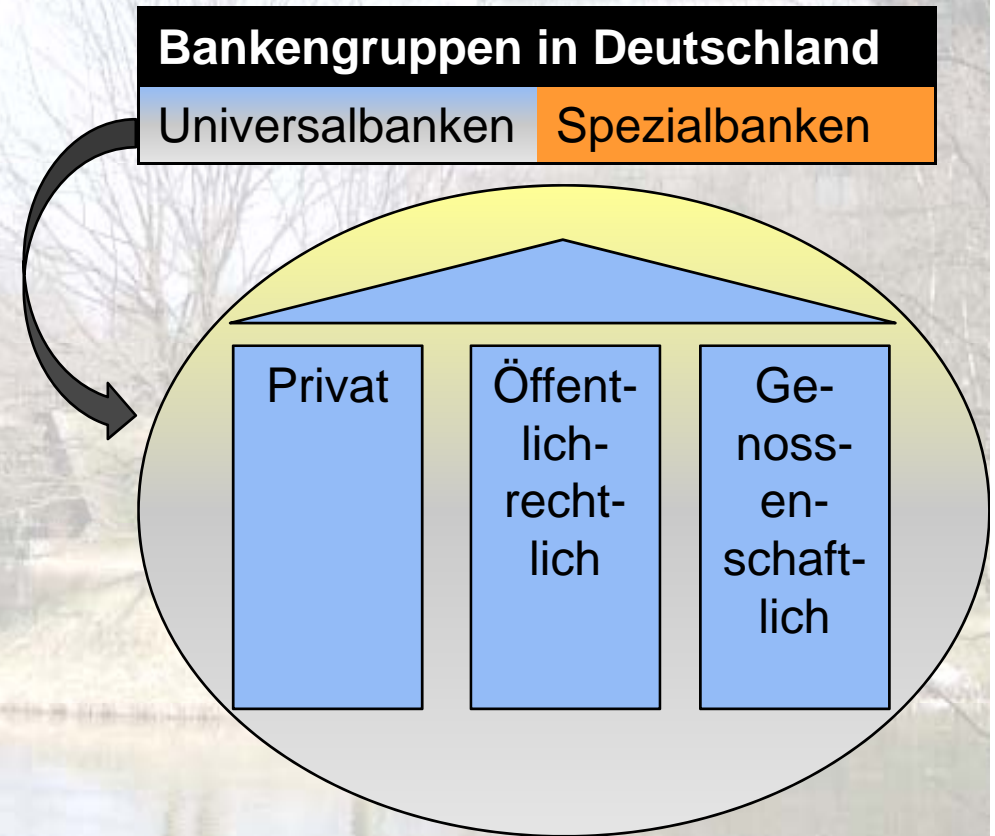 Bankengruppen in Deutschland
Universalbanken Spezialbanken
Privat
Öffent-
lich-
recht-
lich
Ge-
noss-
en-
schaft-
lich